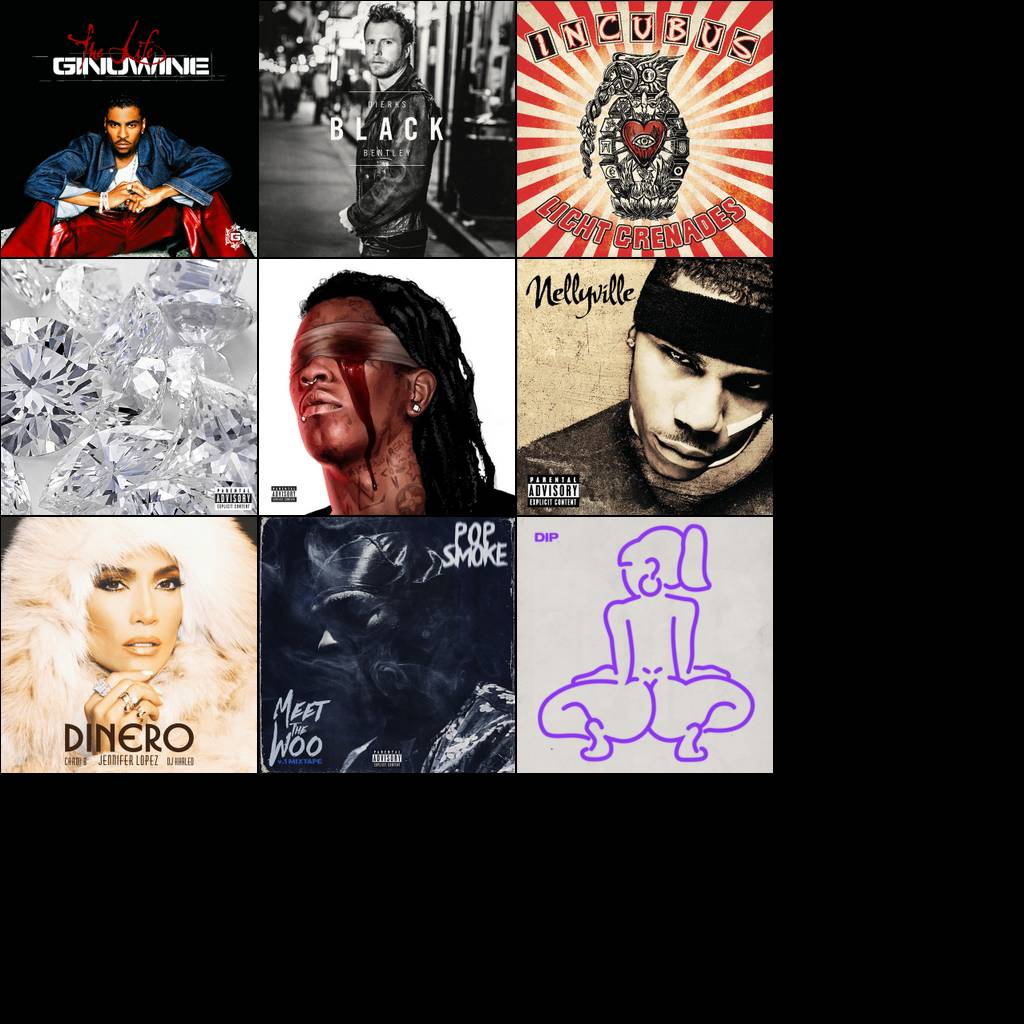 The Life
GINUWINE
G
DIERKS
BLACK
BENTLEY
INCUBUS
LIGHT GRENADES
PARENTAL
ADVISORY
EXPLICIT CONTENT
PARENTAL
ADVISORY
EXPLICIT CONTENT
Nellyville
PARENTAL
ADVISORY
EXPLICIT CONTENT
DINERO
CARDI B JENNIFER LOPEZ DJ KHALED
POP
SMOKE
MEET
THE
WOO
V.1 MIXTAPE
PARENTAL
ADVISORY
EXPLICIT CONTENT
DIP